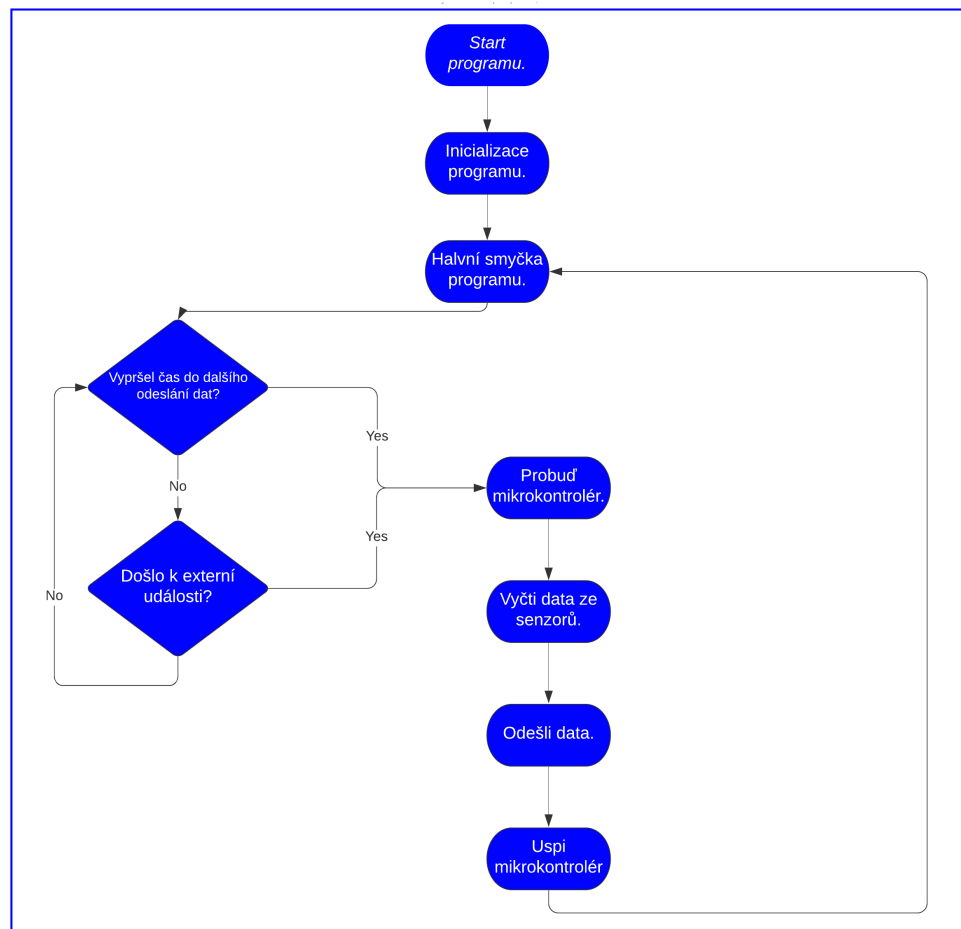 Start
programu.
Inicializace
programu.
Halvní smyčka
programu.
Vypršel čas do dalšího
odeslání dat?
Yes
No
Probuď
mikrokontrolér.
Yes
Došlo k externí
události?
No
Vyčti data ze
senzorů.
Odešli data.
Uspi
mikrokontrolér